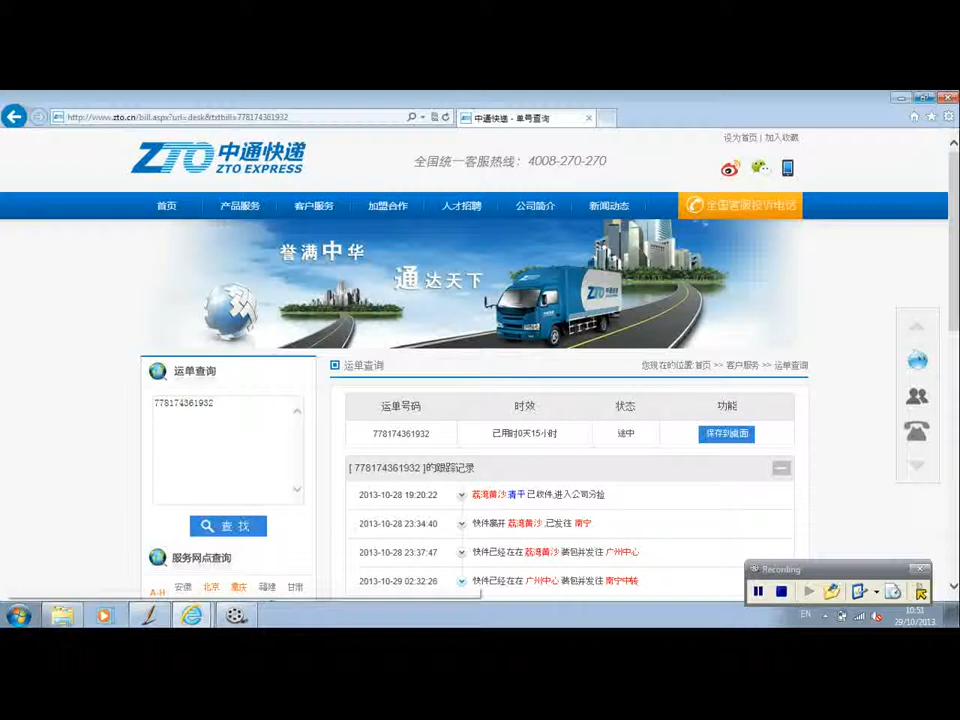 http://www.zto.cn/bill.aspx?url=desk&txtbill=778174361932
中通快递 - 单号查询
设为首页 | 加入收藏
ZTO 中通快递
ZTO EXPRESS
全国统一客服热线：4008-270-270
首页 产品服务 客户服务 加盟合作 人才招聘 公司简介 新闻动态 全国客服投诉电话
誉满中华
通达天下
ZTO 中通
运单查询
运单查询
您现在的位置:首页 >> 客户服务 >> 运单查询
778174361932
运单号码 时效 状态 功能
778174361932 已用时0天15小时 途中 保存到桌面
[ 778174361932 ]的跟踪记录
2013-10-28 19:20:22 荔湾黄沙 清平 已收件,进入公司分捡
2013-10-28 23:34:40 快件离开 荔湾黄沙 ,已发往 南宁
2013-10-28 23:37:47 快件已经在在 荔湾黄沙 装包并发往 广州中心
2013-10-29 02:32:26 快件已经在 广州中心 装包并发往 南宁中转
查 找
服务网点查询
A-H 安徽 北京 重庆 福建 甘肃
Recording
EN
10:51
29/10/2013